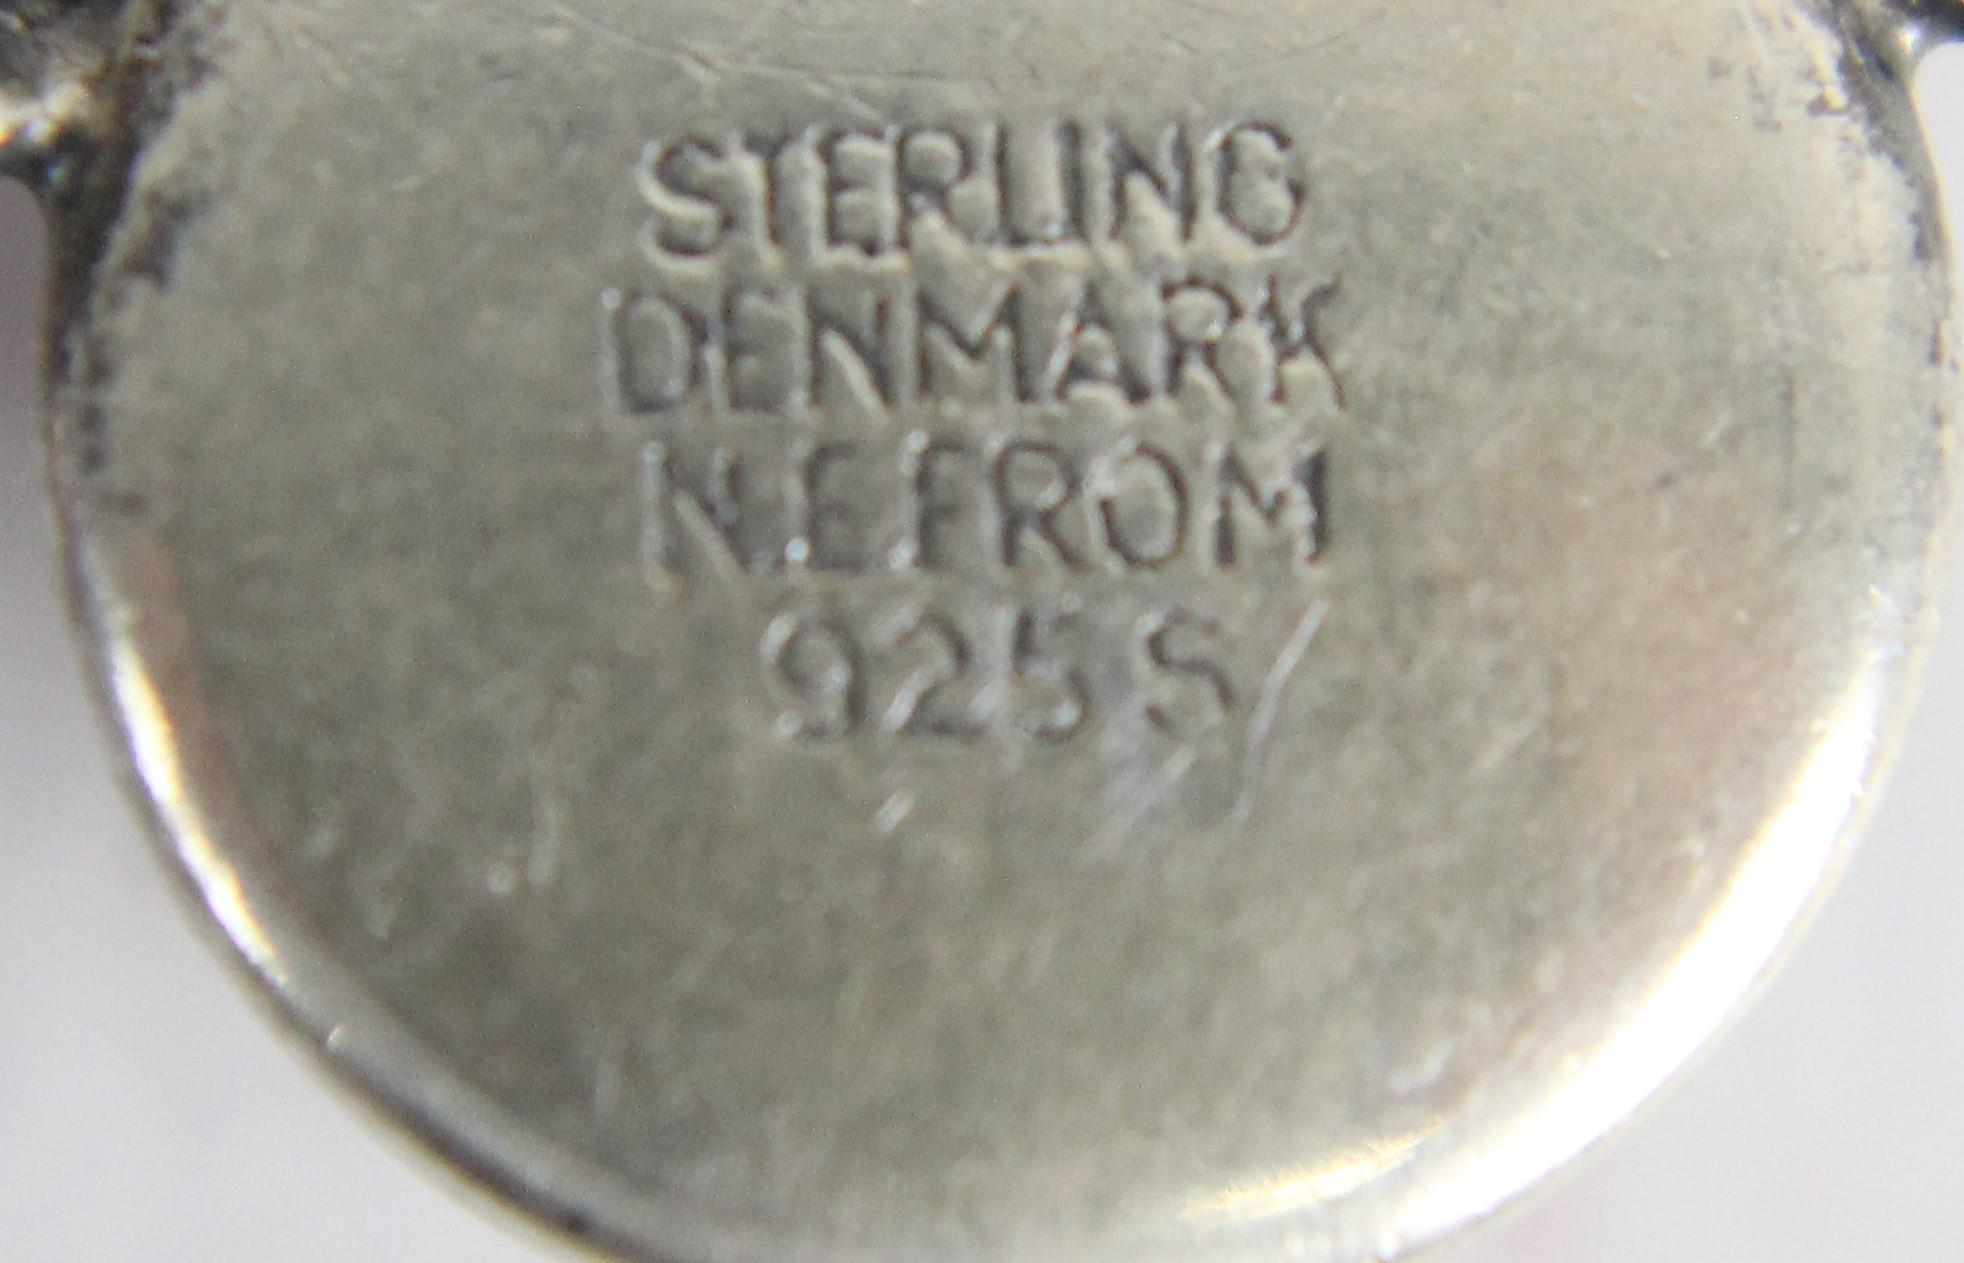 STERLING
DENMARK
N.E.FROM
925 S